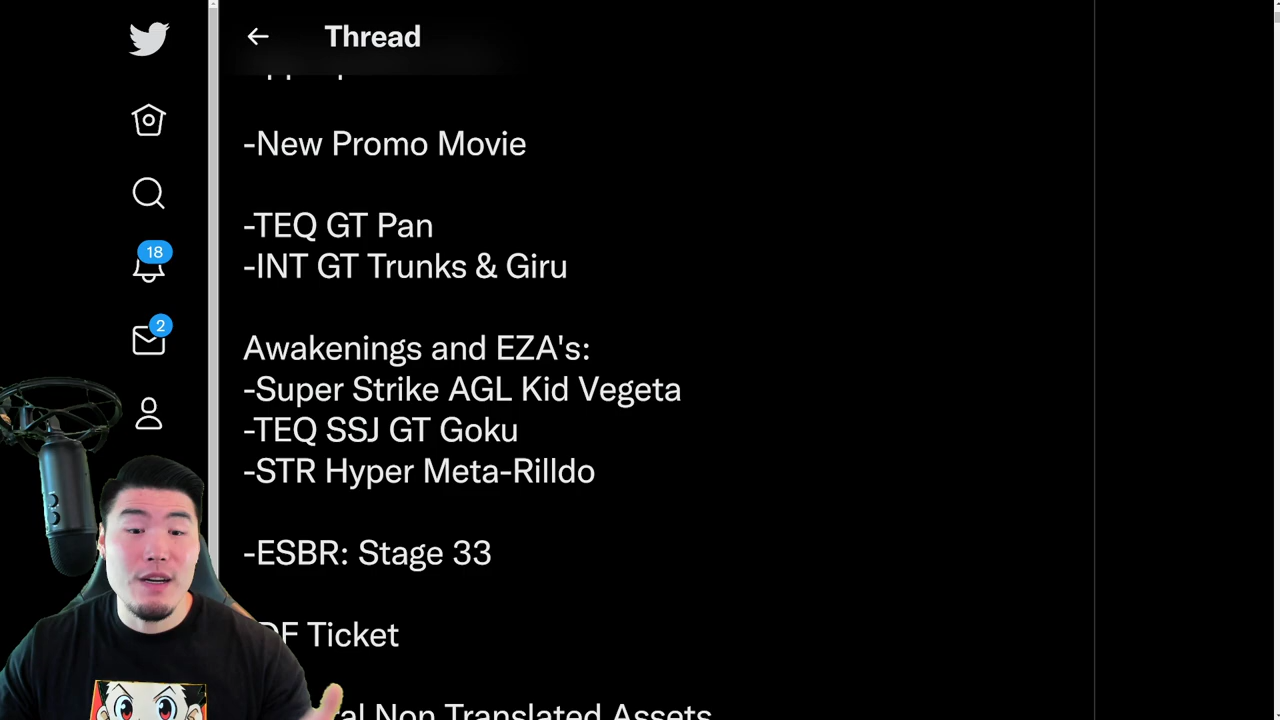 Thread
-New Promo Movie
18
-TEQ GT Pan
-INT GT Trunks & Giru
2
Awakenings and EZA's:
-Super Strike AGL Kid Vegeta
-TEQ SSJ GT Goku
-STR Hyper Meta-Rilldo
-ESBR: Stage 33
Ticket
Non Translated Assets